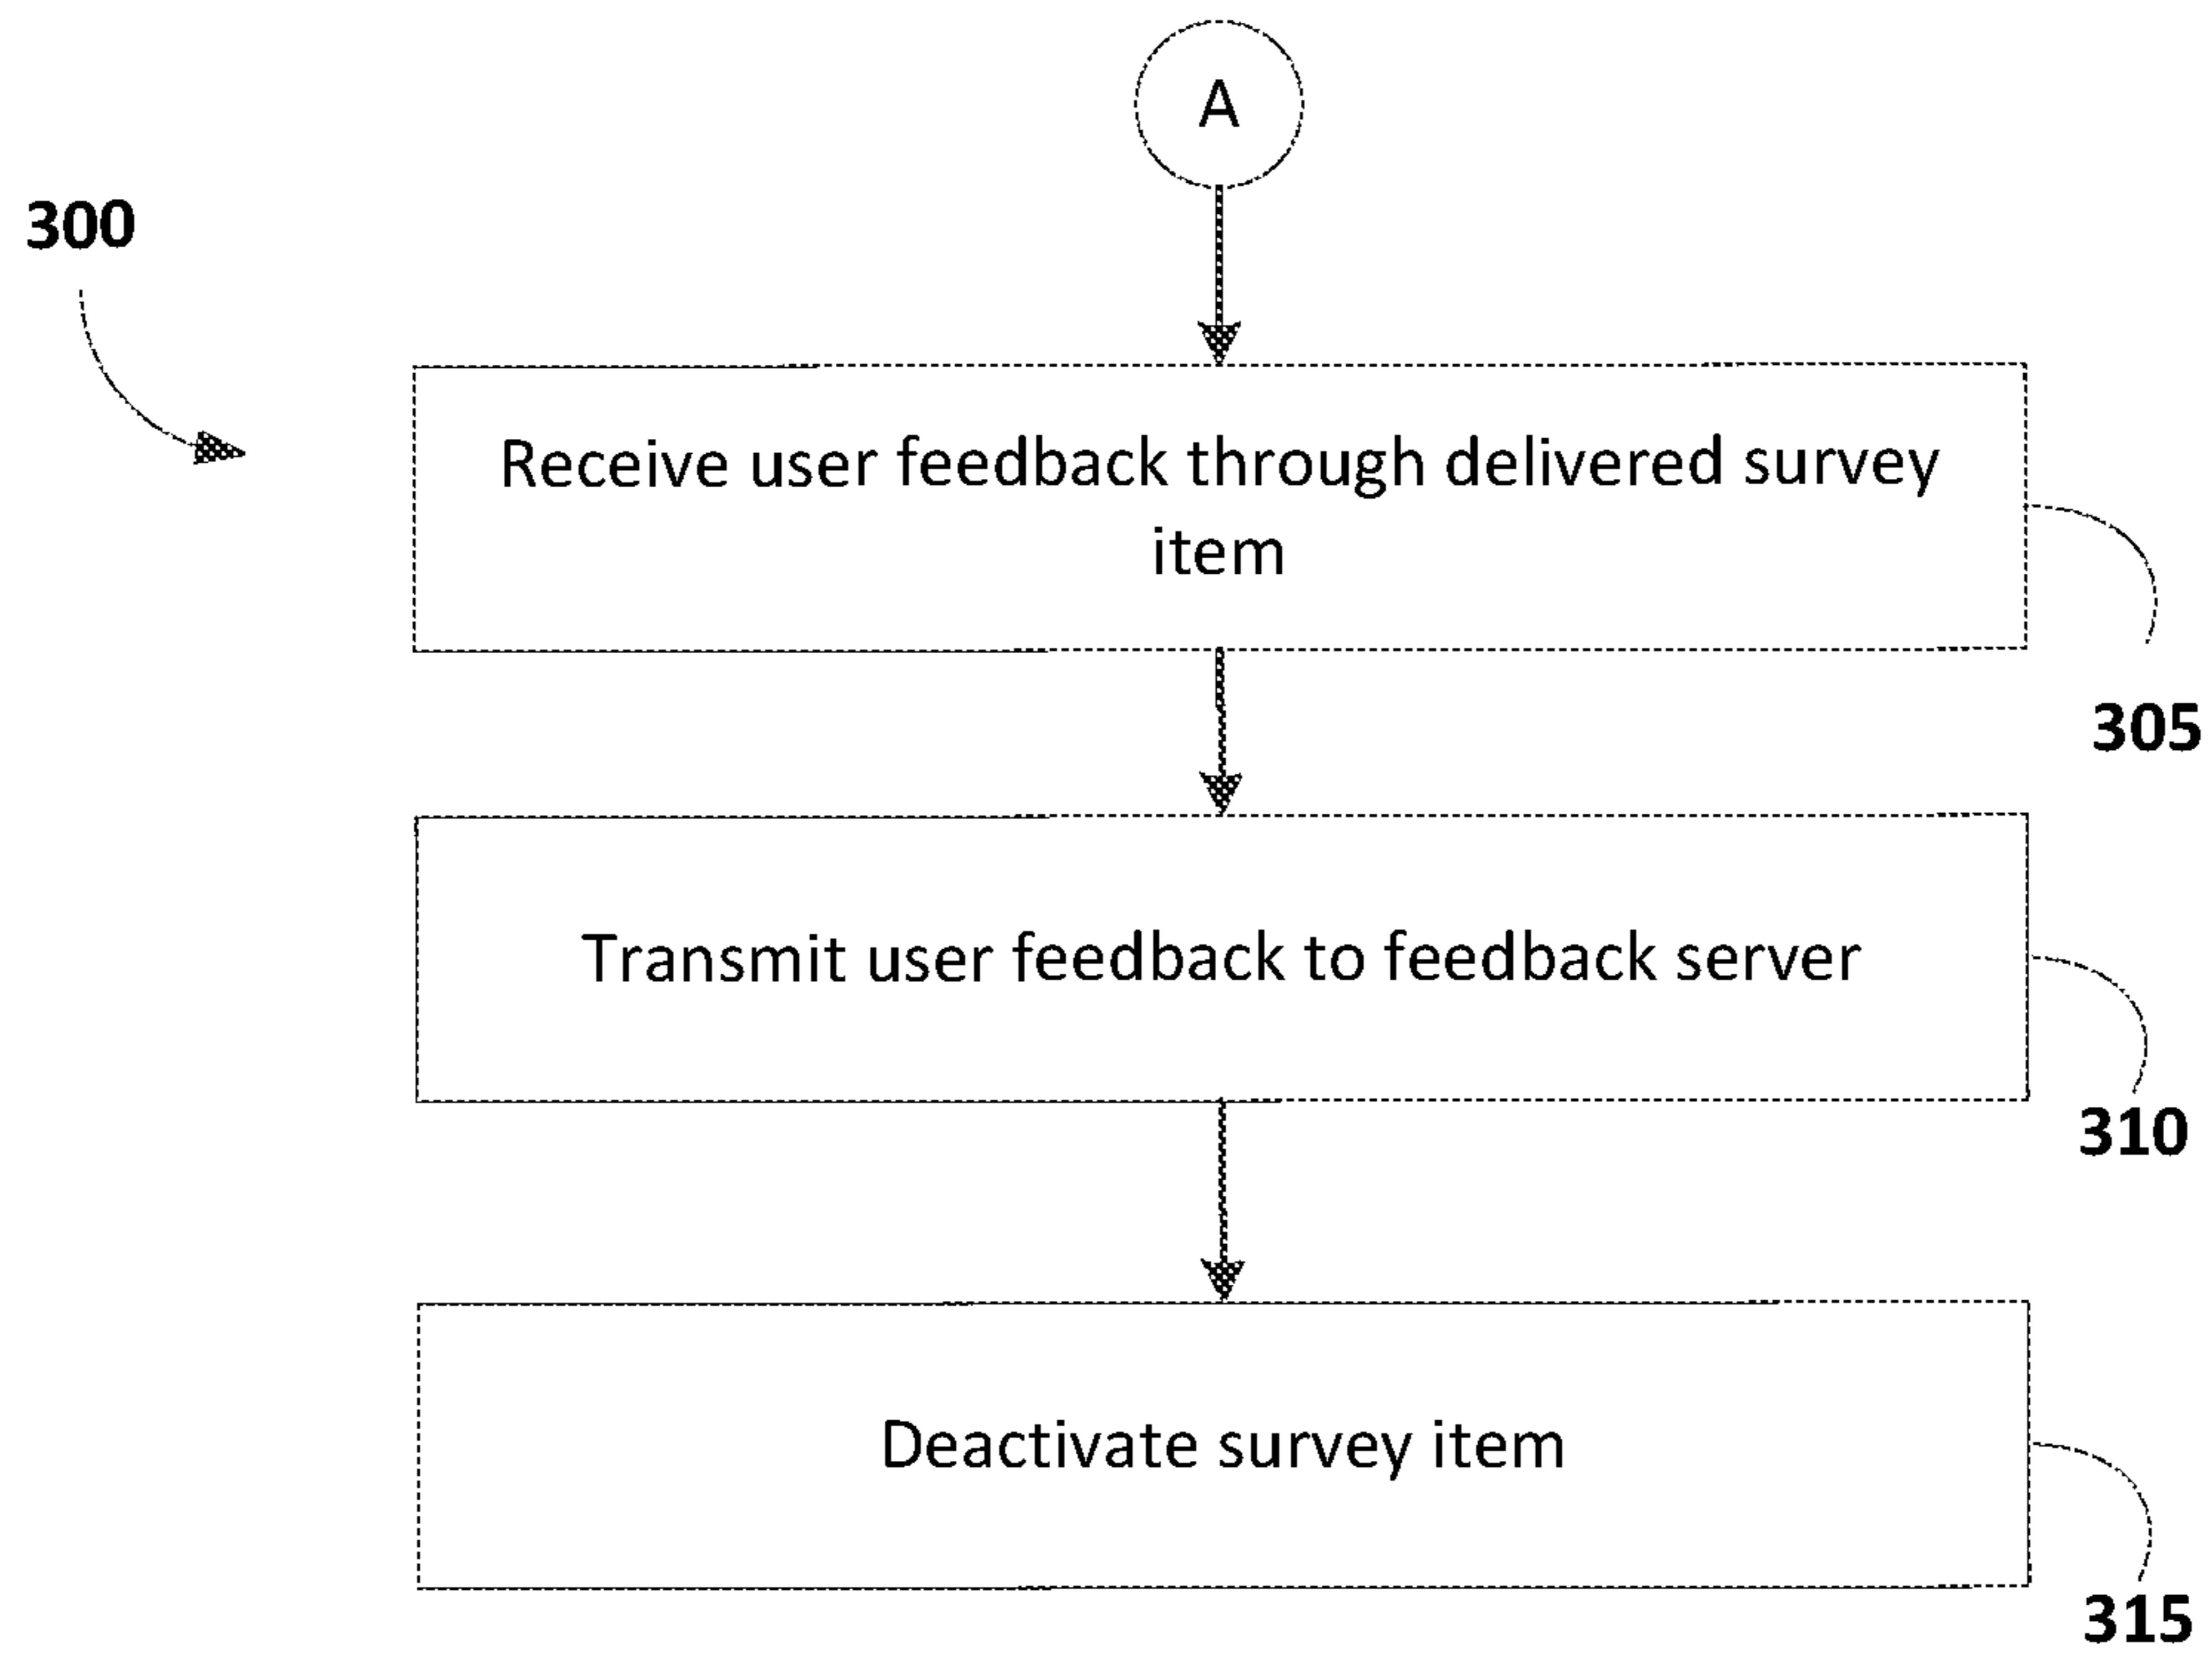 A
300
Receive user feedback through delivered survey
item
305
Transmit user feedback to feedback server
310
Deactivate survey item
315